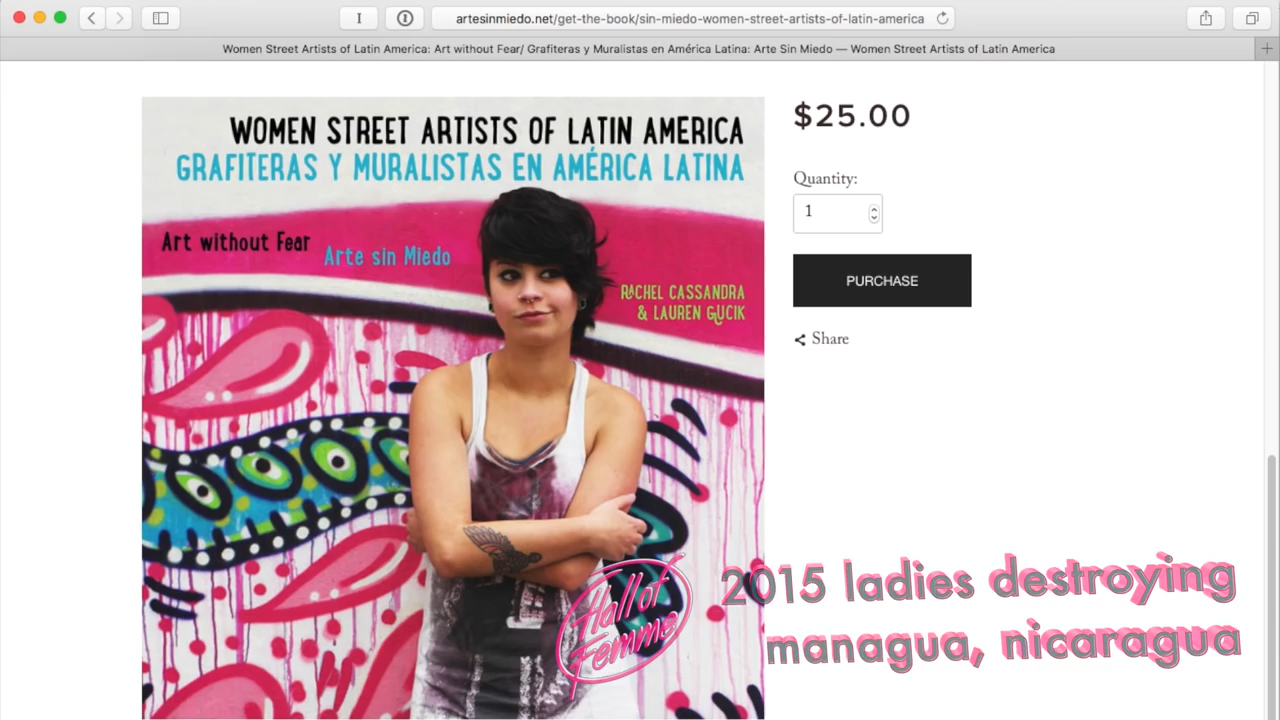 artesinmiedo.net/get-the-book/sin-miedo-women-street-artists-of-latin-america
Women Street Artists of Latin America: Art without Fear/ Grafiteras y Muralistas en América Latina: Arte Sin Miedo — Women Street Artists of Latin America
WOMEN STREET ARTISTS OF LATIN AMERICA
GRAFITERAS Y MURALISTAS EN AMÉRICA LATINA
Art without Fear
Arte sin Miedo
RACHEL CASSANDRA
& LAUREN GUCIK
$25.00
Quantity:
1
PURCHASE
Share
Hall of
Femme
2015 ladies destroying
managua, nicaragua